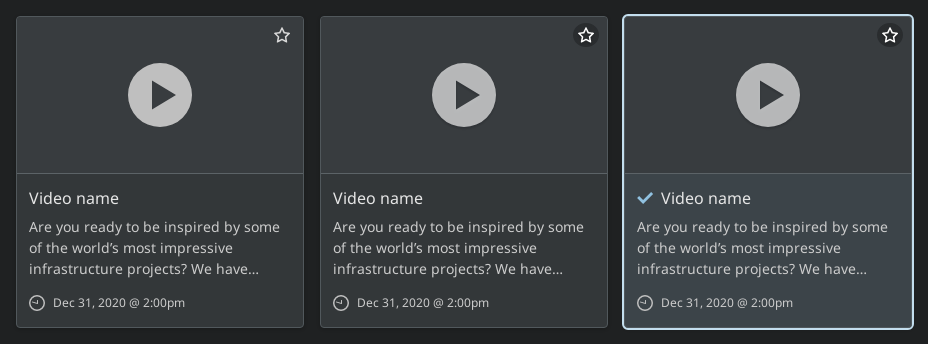 Video name
Are you ready to be inspired by some
of the world’s most impressive
infrastructure projects? We have...
Dec 31, 2020 @ 2:00pm
Video name
Are you ready to be inspired by some
of the world’s most impressive
infrastructure projects? We have...
Dec 31, 2020 @ 2:00pm
Video name
Are you ready to be inspired by some
of the world’s most impressive
infrastructure projects? We have...
Dec 31, 2020 @ 2:00pm